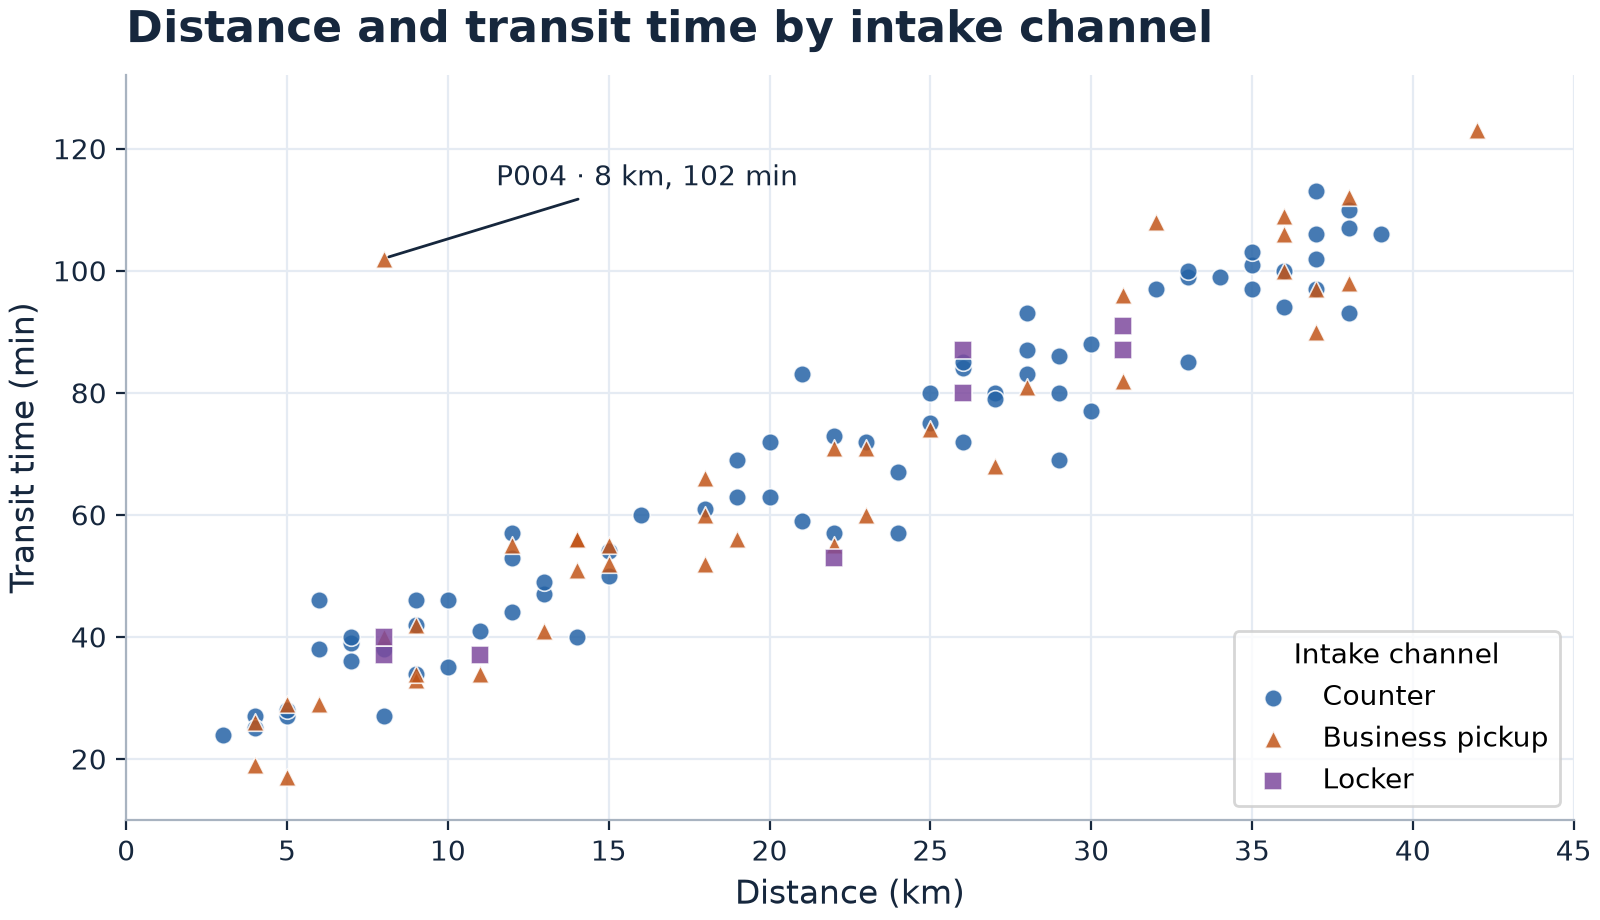 Distance and transit time by intake channel
Transit time (min)
120
100
80
60
40
20
P004 · 8 km, 102 min
Intake channel
Counter
Business pickup
Locker
0 5 10 15 20 25 30 35 40 45
Distance (km)